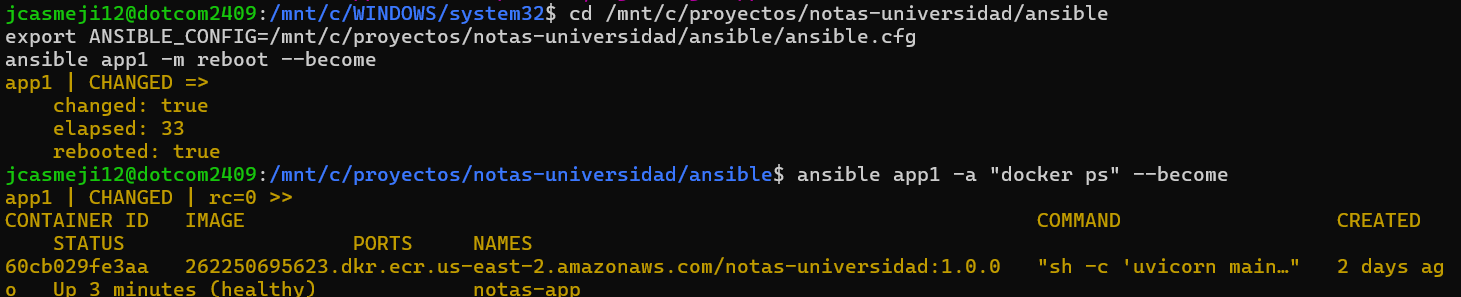 jcasmeji12@dotcom2409:/mnt/c/WINDOWS/system32$ cd /mnt/c/proyectos/notas-universidad/ansible
export ANSIBLE_CONFIG=/mnt/c/proyectos/notas-universidad/ansible/ansible.cfg
ansible app1 -m reboot --become
app1 | CHANGED =>
    changed: true
    elapsed: 33
    rebooted: true
jcasmeji12@dotcom2409:/mnt/c/proyectos/notas-universidad/ansible$ ansible app1 -a "docker ps" --become
app1 | CHANGED | rc=0 >>
CONTAINER ID   IMAGE                                                                  COMMAND                  CREATED
    STATUS                   PORTS     NAMES
60cb029fe3aa   262250695623.dkr.ecr.us-east-2.amazonaws.com/notas-universidad:1.0.0   "sh -c 'uvicorn main…"   2 days ag
o   Up 3 minutes (healthy)             notas-app